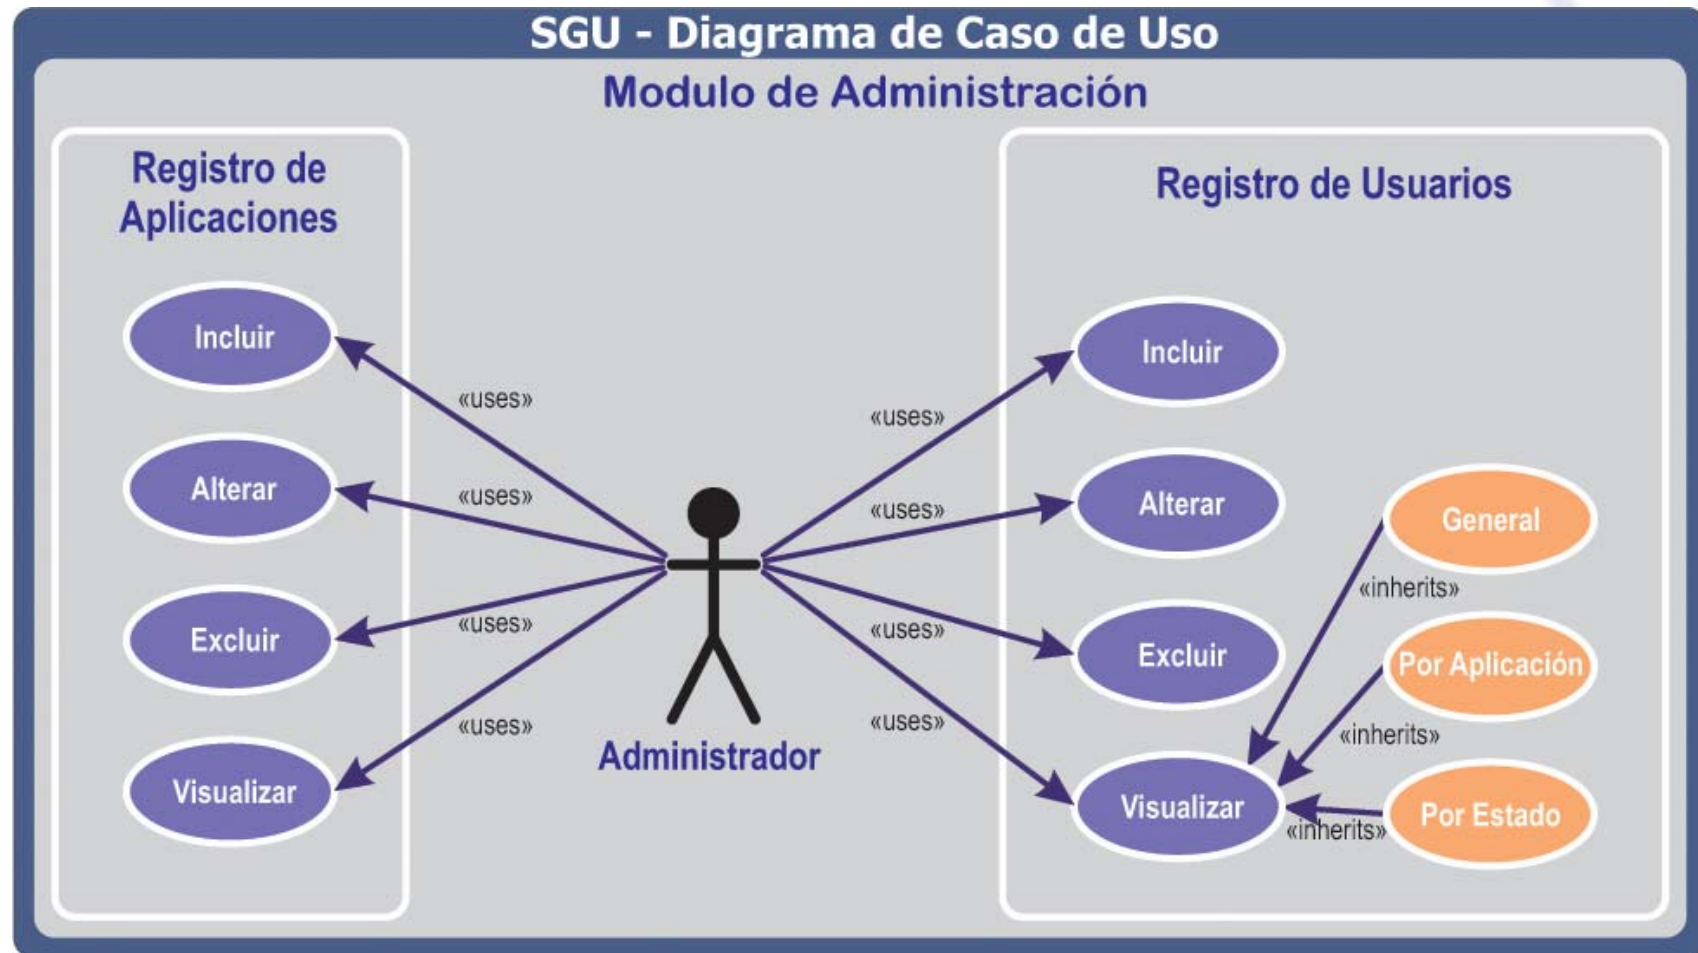 SGU - Diagrama de Caso de Uso
Modulo de Administración
Registro de
Aplicaciones
Incluir
Alterar
Excluir
Visualizar
«uses»
«uses»
«uses»
«uses»
Administrador
«uses»
«uses»
«uses»
«uses»
Registro de Usuarios
Incluir
Alterar
Excluir
Visualizar
General
«inherits»
Por Aplicación
«inherits»
Por Estado
«inherits»